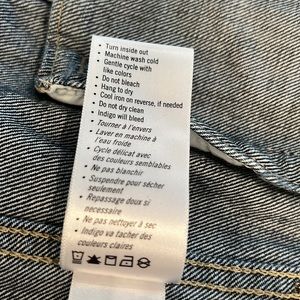 • Turn inside out
• Machine wash cold
• Gentle cycle with
like colors
• Do not bleach
• Hang to dry
• Cool iron on reverse, if needed
• Do not dry clean
• Indigo will bleed
• Tourner à l'envers
• Laver en machine à
l'eau froide
• Cycle délicat avec
des couleurs semblables
• Ne pas blanchir
• Suspendre pour sécher
seulement
• Repassage doux si
necessaire
• Ne pas nettoyer à sec
• Indigo va tacher des
couleurs claires